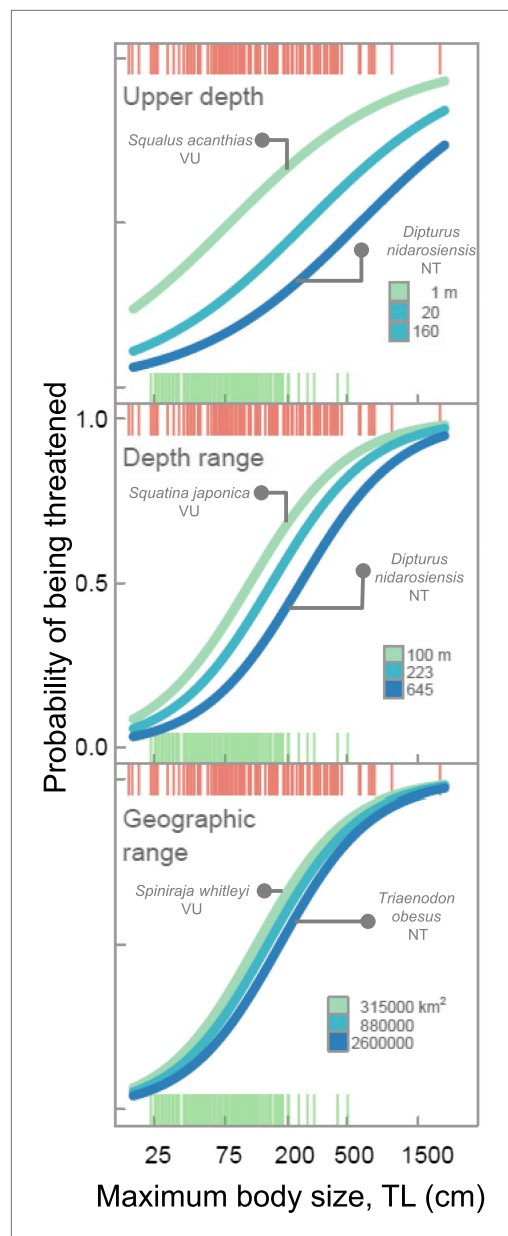 Upper depth
Squalus acanthias
VU
Dipturus
nidarosiensis
NT
1 m
20
160
Probability of being threatened
1.0
0.5
0.0
Depth range
Squatina japonica
VU
Dipturus
nidarosiensis
NT
100 m
223
645
Geographic
range
Spiniraja whitleyi
VU
Triaenodon
obesus
NT
315000 km²
880000
2600000
25 75 200 500 1500
Maximum body size, TL (cm)